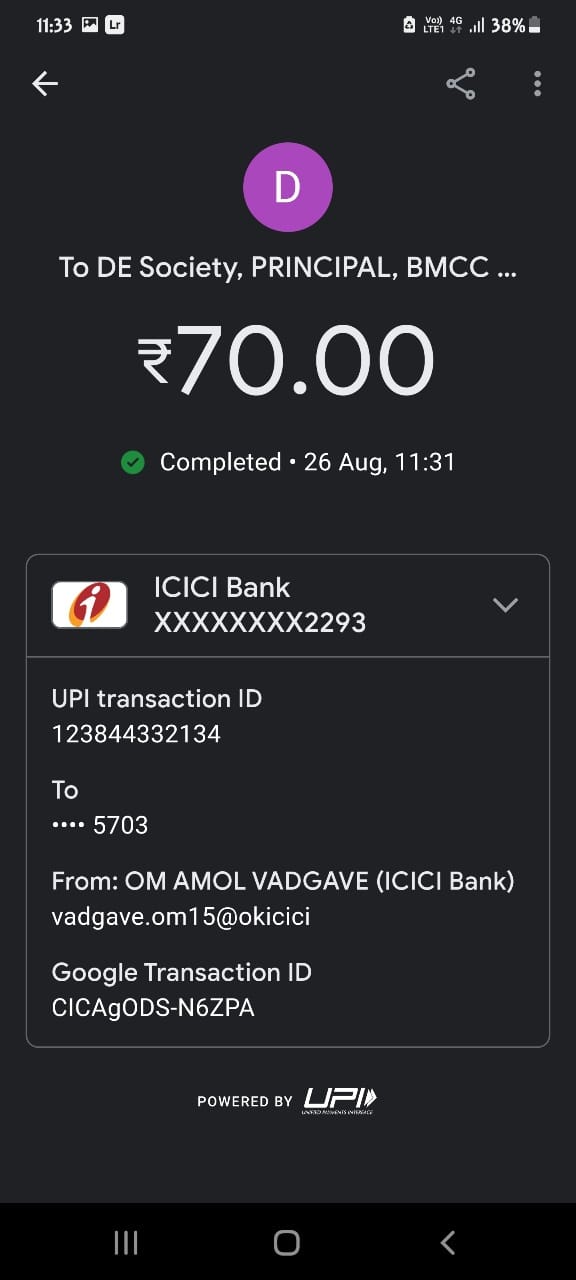 11:33 Lr Vo) LTE1 4G 38%
D
To DE Society, PRINCIPAL, BMCC ...
₹70.00
Completed • 26 Aug, 11:31
ICICI Bank
XXXXXXXX2293
UPI transaction ID
123844332134
To
•••• 5703
From: OM AMOL VADGAVE (ICICI Bank)
vadgave.om15@okicici
Google Transaction ID
CICAgODS-N6ZPA
POWERED BY UPI
UNIFIED PAYMENTS INTERFACE